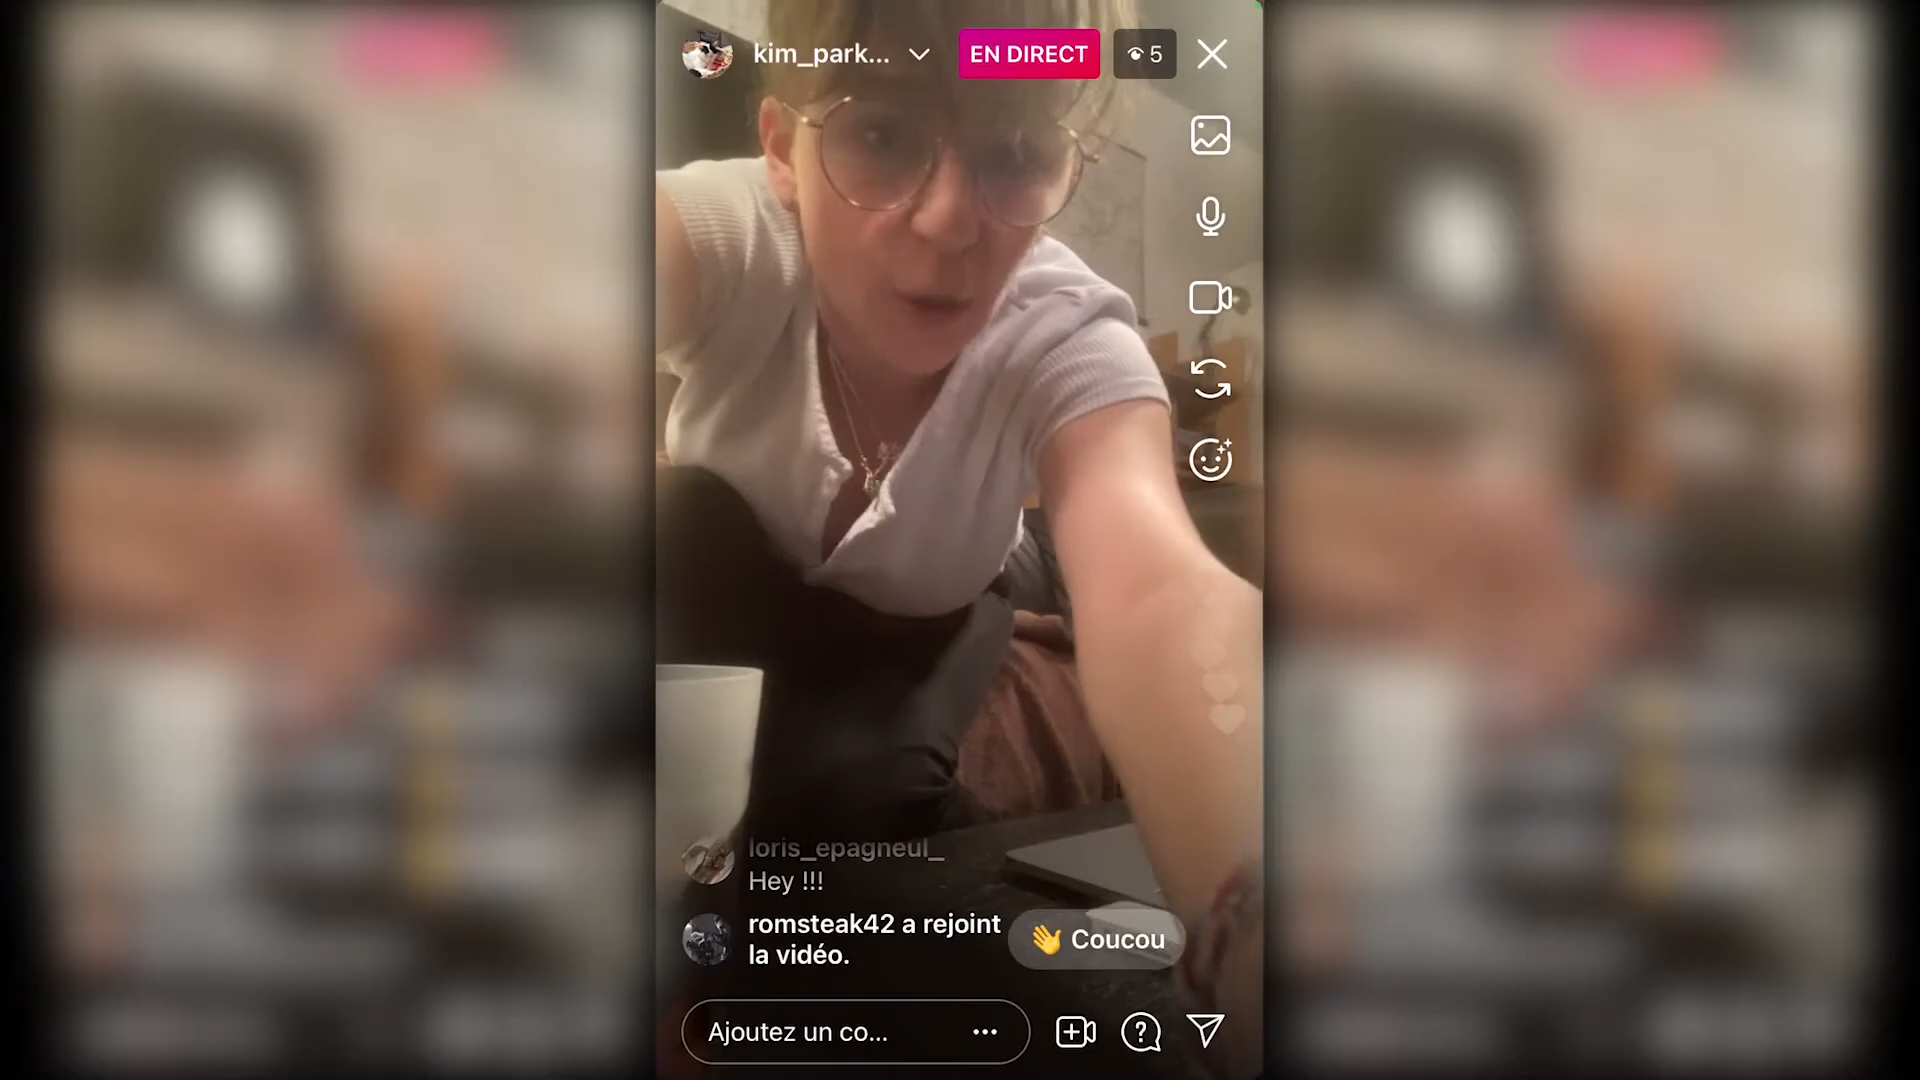 kim_park...
EN DIRECT
5
loris_epagneul_
Hey !!!
romsteak42 a rejoint
la vidéo.
👋 Coucou
Ajoutez un co...